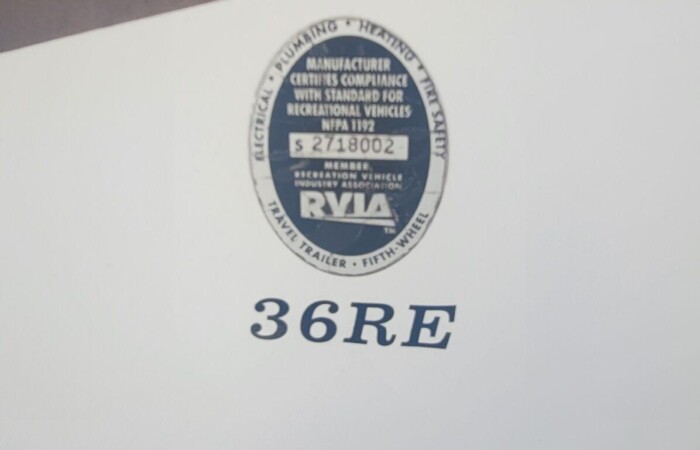 ELECTRICAL • PLUMBING • HEATING • FIRE SAFETY
MANUFACTURER
CERTIFIES COMPLIANCE
WITH STANDARD FOR
RECREATIONAL VEHICLES
NFPA 1192
S 2718002
MEMBER
RECREATION VEHICLE
INDUSTRY ASSOCIATION
RVIA
TM
TRAVEL TRAILER • FIFTH-WHEEL
36RE